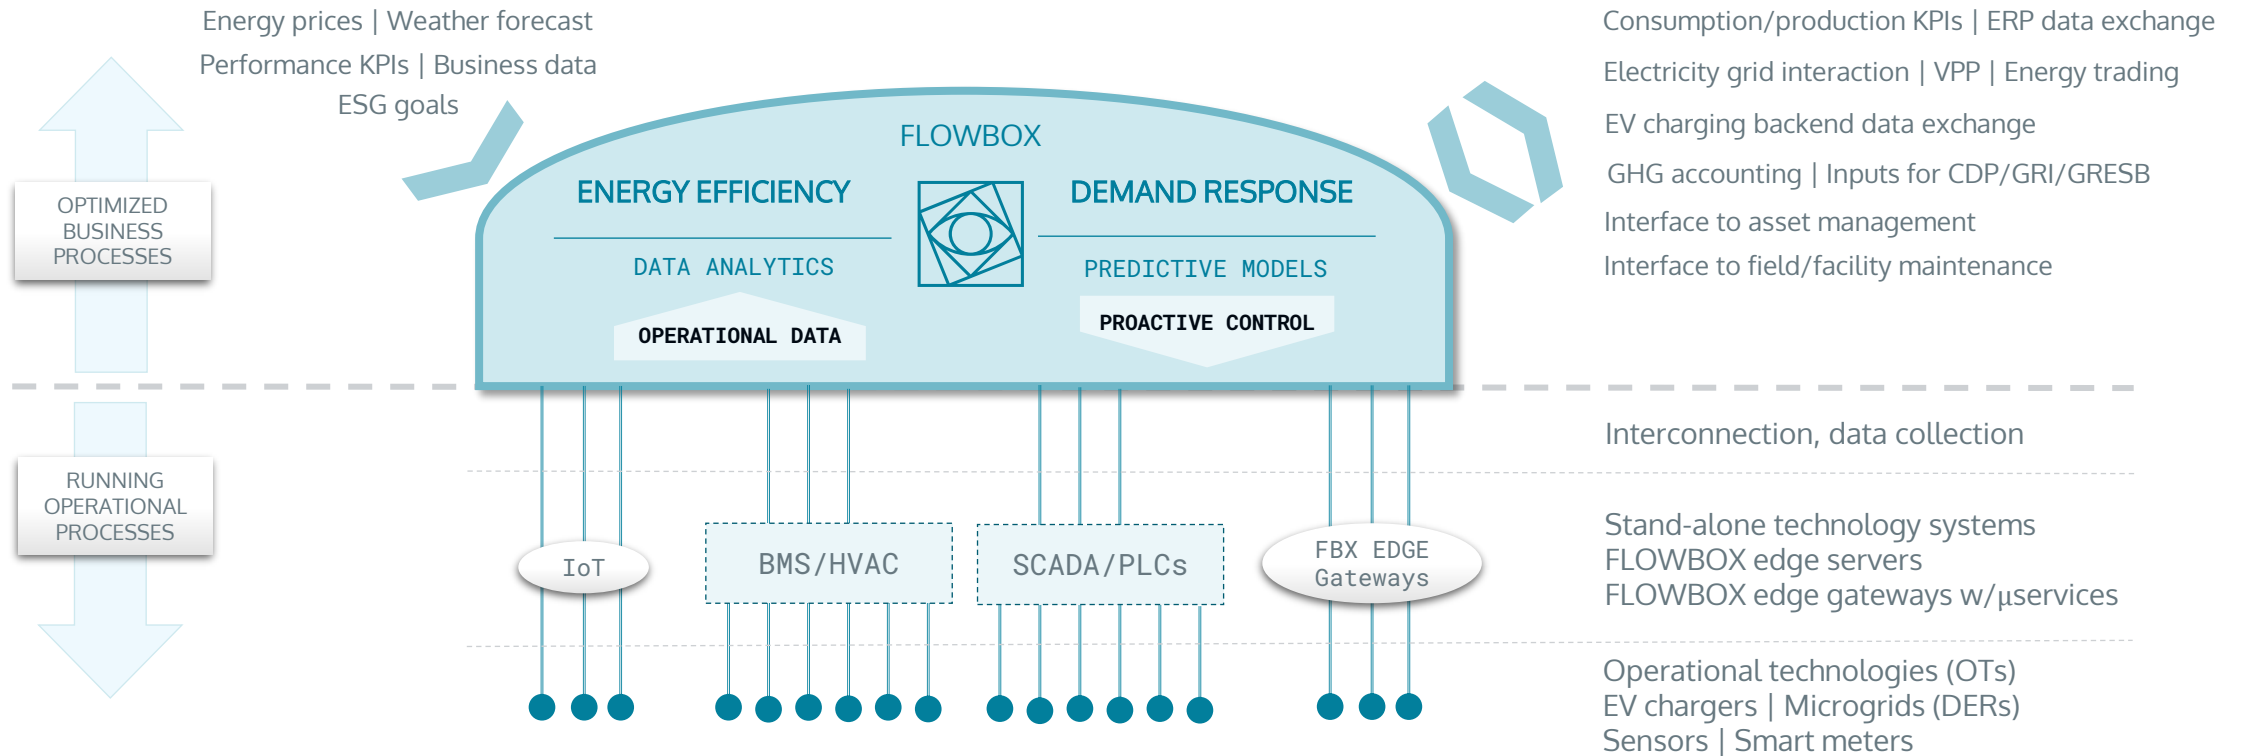 Energy prices | Weather forecast
Performance KPIs | Business data
ESG goals
Consumption/production KPIs | ERP data exchange
Electricity grid interaction | VPP | Energy trading
EV charging backend data exchange
GHG accounting | Inputs for CDP/GRI/GRESB
Interface to asset management
Interface to field/facility maintenance
OPTIMIZED
BUSINESS
PROCESSES
FLOWBOX
ENERGY EFFICIENCY
DATA ANALYTICS
OPERATIONAL DATA
DEMAND RESPONSE
PREDICTIVE MODELS
PROACTIVE CONTROL
RUNNING
OPERATIONAL
PROCESSES
IoT
BMS/HVAC
SCADA/PLCs
FBX EDGE
Gateways
Interconnection, data collection
Stand-alone technology systems
FLOWBOX edge servers
FLOWBOX edge gateways w/μservices
Operational technologies (OTs)
EV chargers | Microgrids (DERs)
Sensors | Smart meters